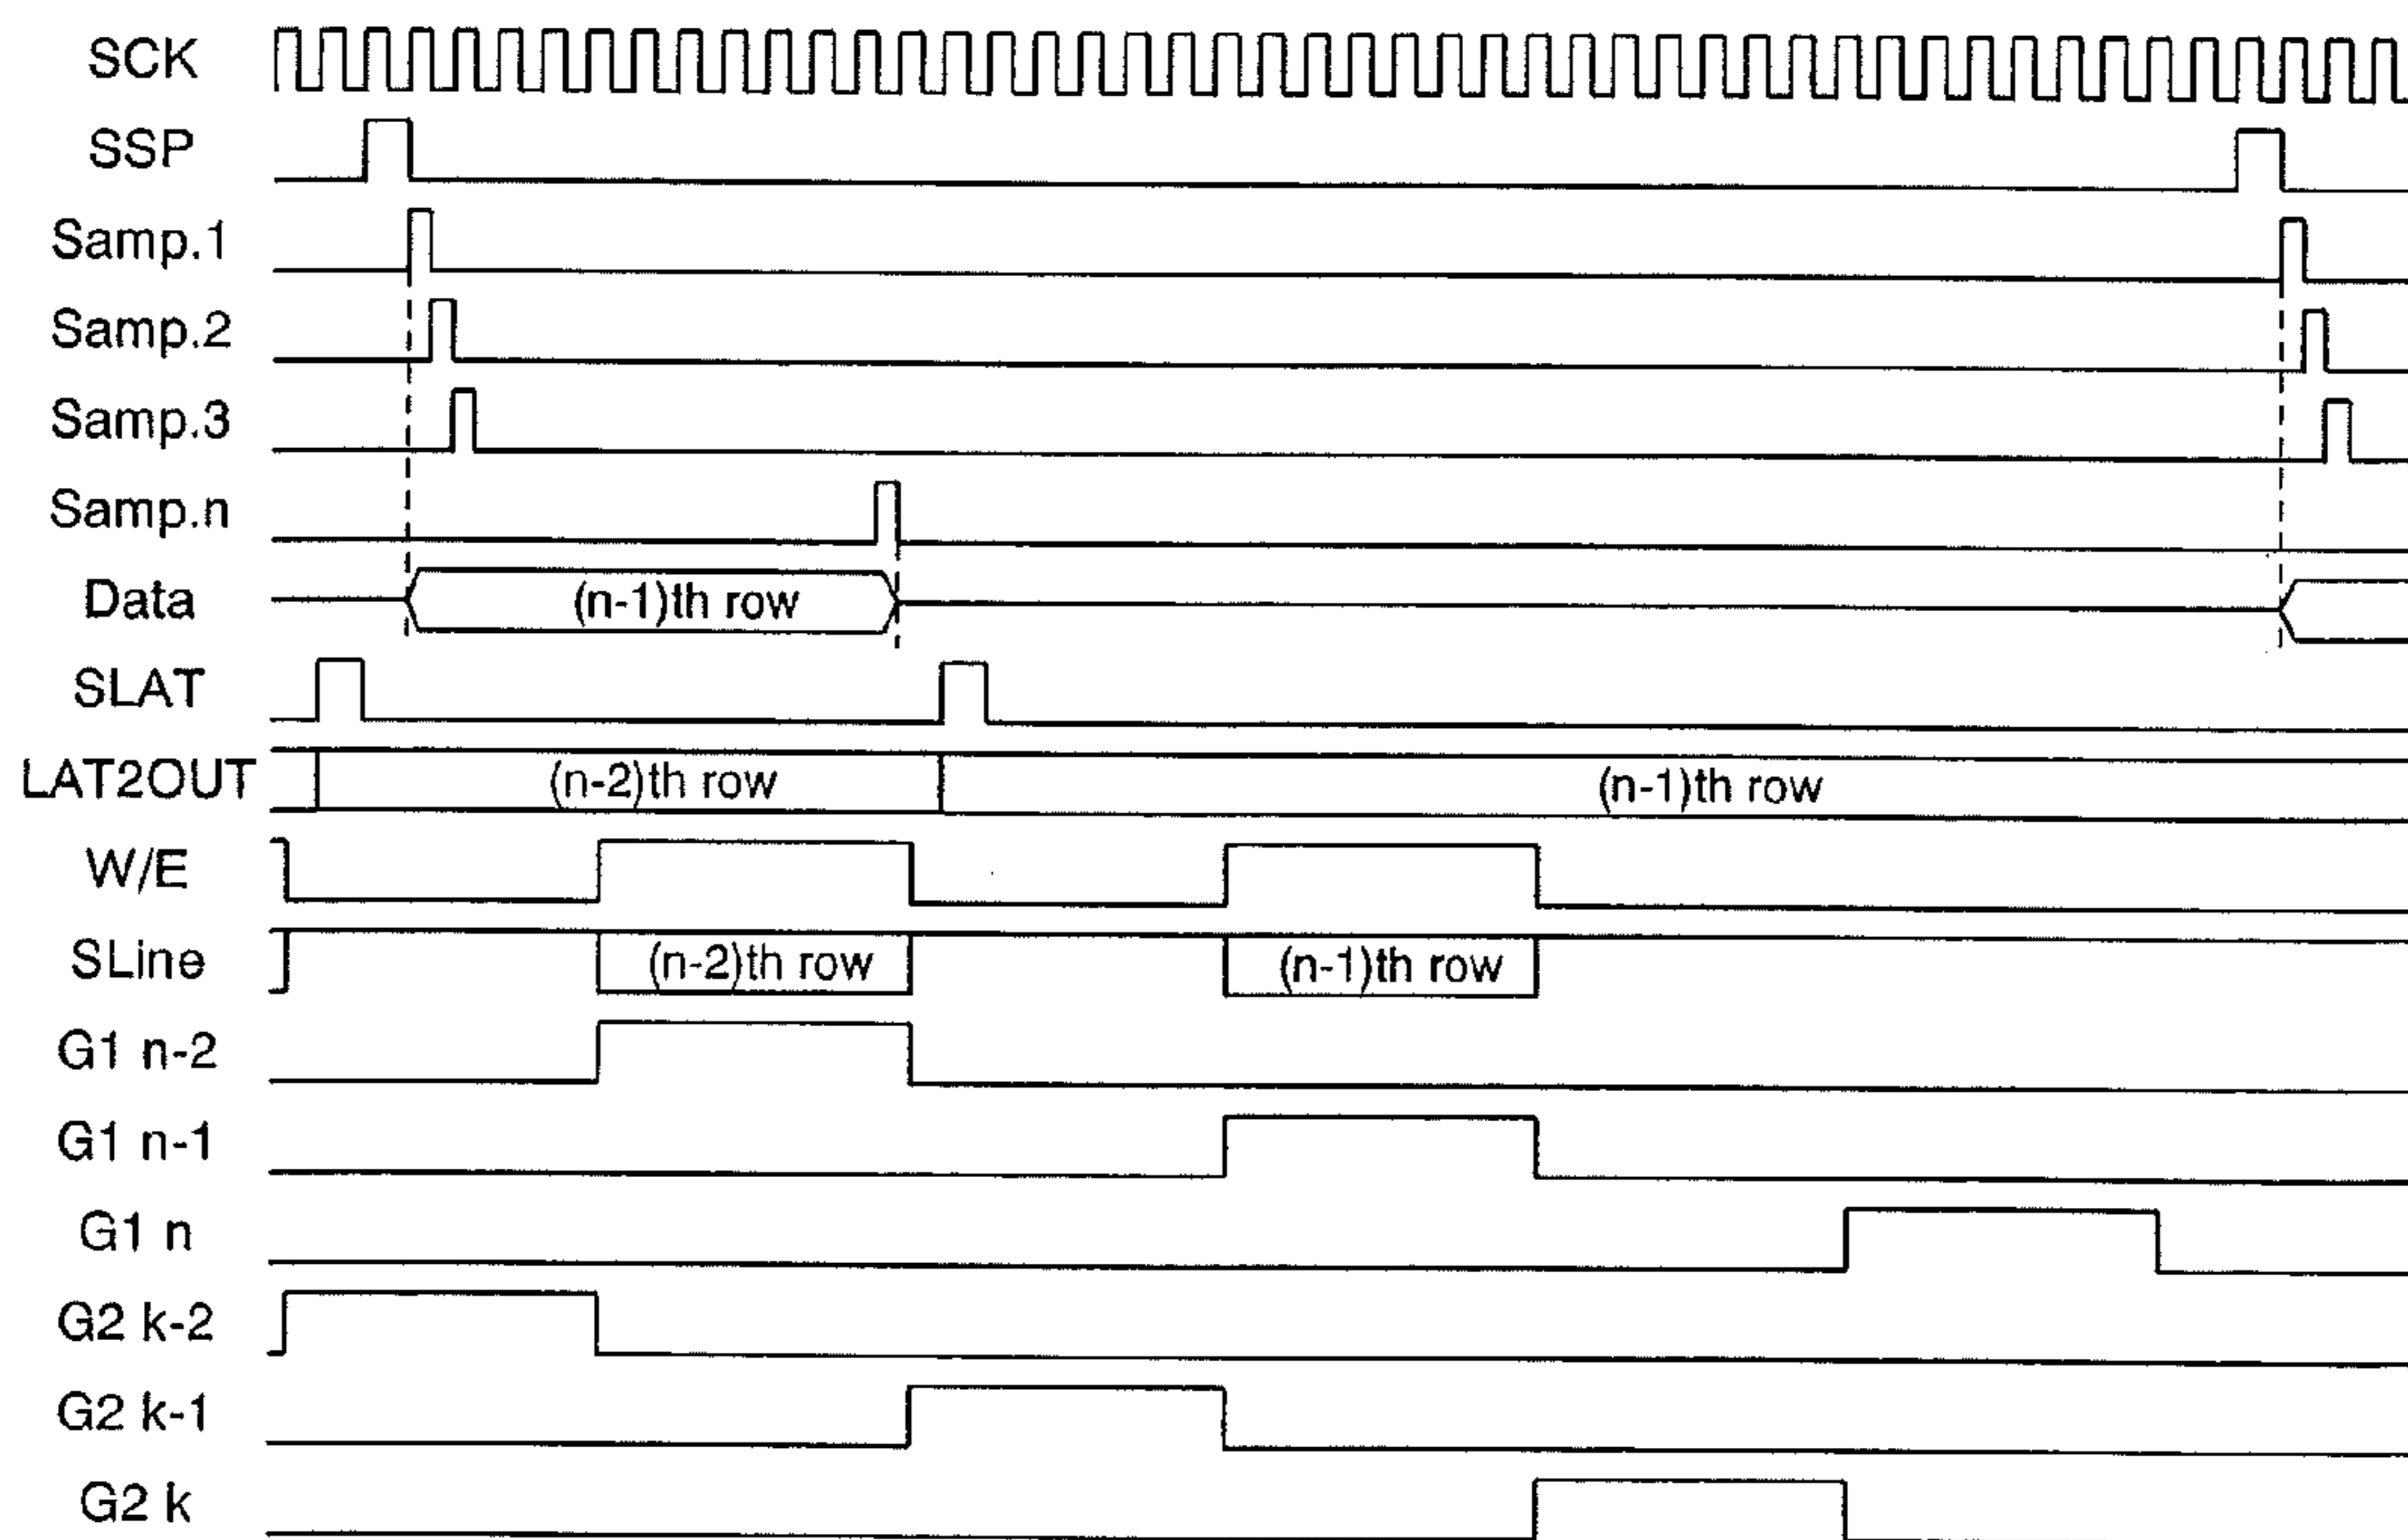 SCK
SSP
Samp.1
Samp.2
Samp.3
Samp.n
Data (n-1)th row
SLAT
LAT2OUT (n-2)th row (n-1)th row
W/E
SLine (n-2)th row (n-1)th row
G1 n-2
G1 n-1
G1 n
G2 k-2
G2 k-1
G2 k